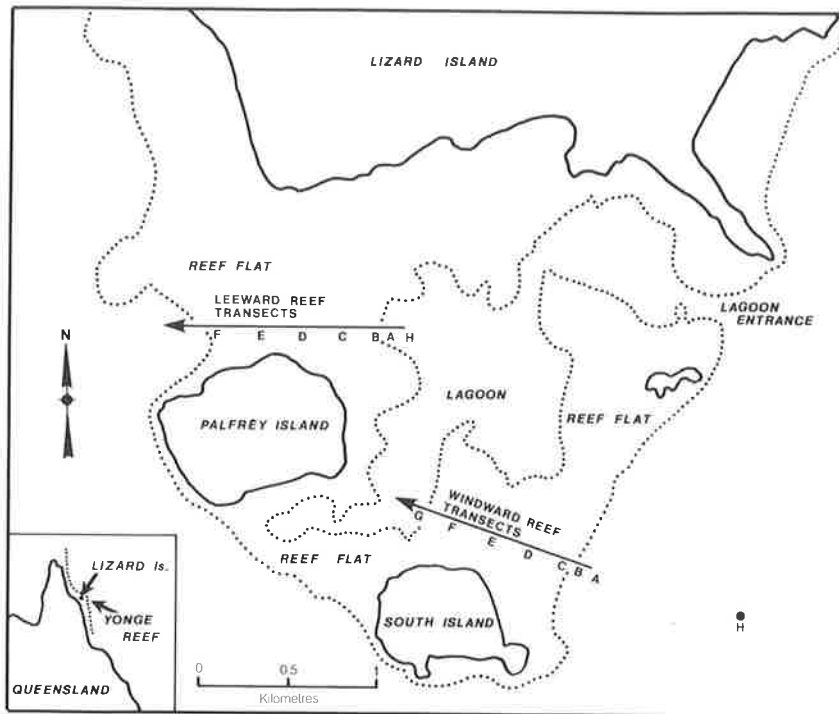 LIZARD ISLAND
REEF FLAT
LEEWARD REEF
TRANSECTS
F E D C B A H
LAGOON
ENTRANCE
N
LAGOON
REEF FLAT
PALFREY ISLAND
WINDWARD REEF
TRANSECTS
G F E D C B A
REEF FLAT
SOUTH ISLAND
H
LIZARD Is.
YONGE
REEF
QUEENSLAND
0 0.5 1
Kilometres